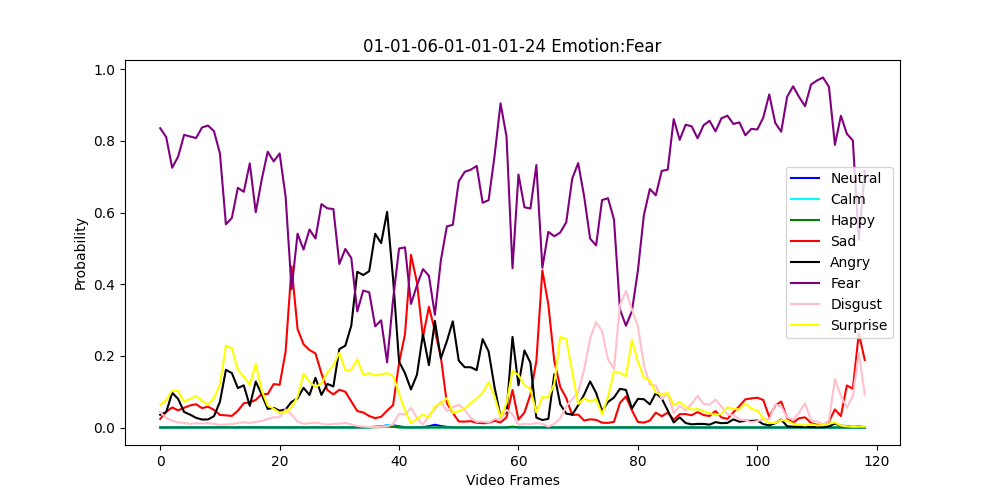 01-01-06-01-01-01-24 Emotion:Fear
Probability
1.0
0.8
0.6
0.4
0.2
0.0
0 20 40 60 80 100 120
Video Frames
Neutral
Calm
Happy
Sad
Angry
Fear
Disgust
Surprise